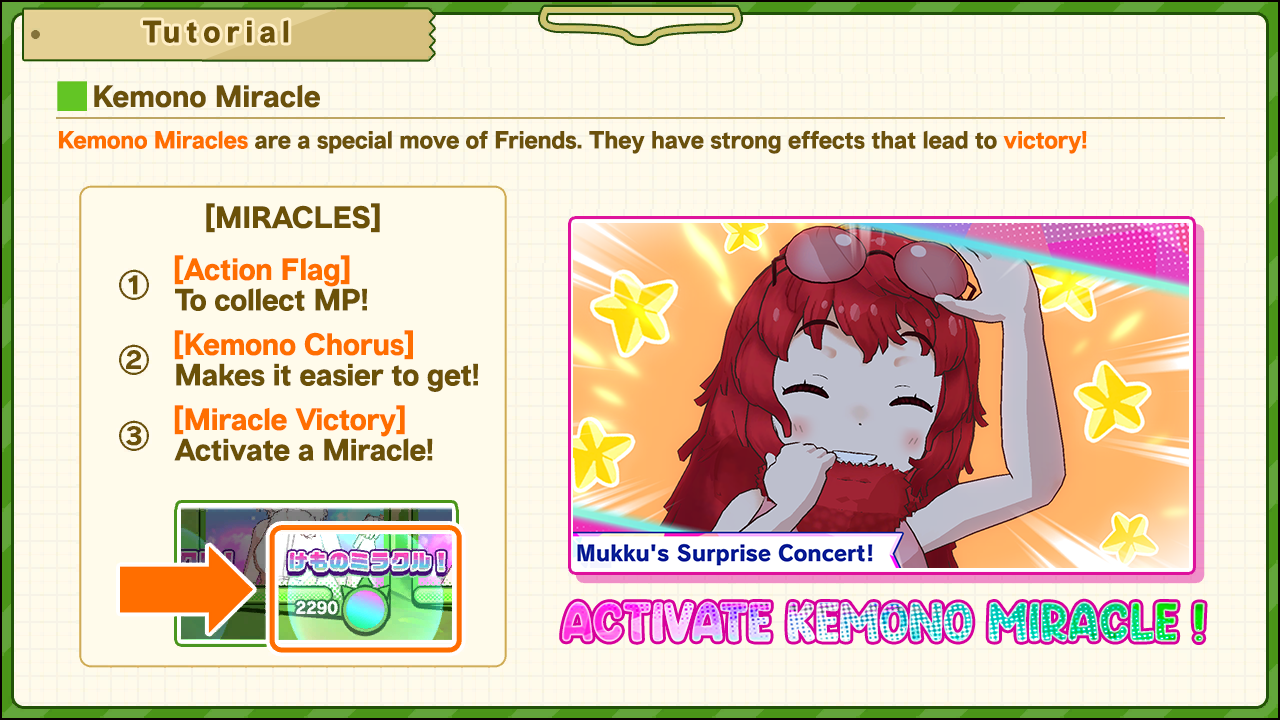 Tutorial
Kemono Miracle
Kemono Miracles are a special move of Friends. They have strong effects that lead to victory!
[MIRACLES]
① [Action Flag]
To collect MP!
② [Kemono Chorus]
Makes it easier to get!
③ [Miracle Victory]
Activate a Miracle!
けものミラクル!
2290
Mukku's Surprise Concert!
ACTIVATE KEMONO MIRACLE!